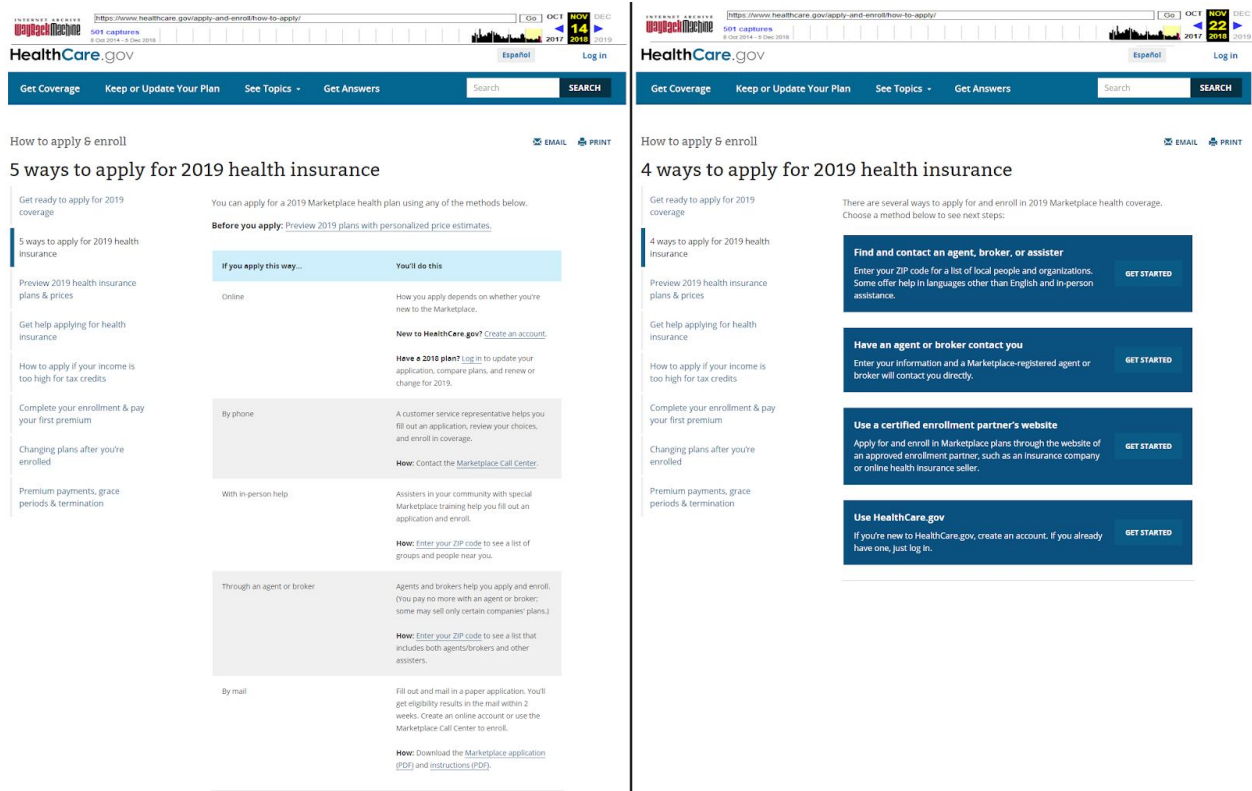 INTERNET ARCHIVE
WayBackMachine
https://www.healthcare.gov/apply-and-enroll/how-to-apply/
Go
OCT NOV DEC
14
501 captures
8 Oct 2014 - 5 Dec 2018
2017 2018 2019
HealthCare.gov
Español
Log in
Get Coverage
Keep or Update Your Plan
See Topics
Get Answers
Search
SEARCH
How to apply & enroll
EMAIL
PRINT
5 ways to apply for 2019 health insurance
Get ready to apply for 2019
coverage
5 ways to apply for 2019 health
insurance
Preview 2019 health insurance
plans & prices
Get help applying for health
insurance
How to apply if your income is
too high for tax credits
Complete your enrollment & pay
your first premium
Changing plans after you're
enrolled
Premium payments, grace
periods & termination
You can apply for a 2019 Marketplace health plan using any of the methods below.
Before you apply: Preview 2019 plans with personalized price estimates.
If you apply this way...
You'll do this
Online
How you apply depends on whether you're
new to the Marketplace.
New to HealthCare.gov? Create an account.
Have a 2018 plan? Log in to update your
application, compare plans, and renew or
change for 2019.
By phone
A customer service representative helps you
fill out an application, review your choices,
and enroll in coverage.
How: Contact the Marketplace Call Center.
With in-person help
Assisters in your community with special
Marketplace training help you fill out an
application and enroll.
How: Enter your ZIP code to see a list of
groups and people near you.
Through an agent or broker
Agents and brokers help you apply and enroll.
(You pay no more with an agent or broker;
some may sell only certain companies' plans.)
How: Enter your ZIP code to see a list that
includes both agents/brokers and other
assisters.
By mail
Fill out and mail in a paper application. You'll
get eligibility results in the mail within 2
weeks. Create an online account or use the
Marketplace Call Center to enroll.
How: Download the Marketplace application
(PDF) and instructions (PDF).
INTERNET ARCHIVE
WayBackMachine
https://www.healthcare.gov/apply-and-enroll/how-to-apply/
Go
OCT NOV DEC
22
501 captures
8 Oct 2014 - 5 Dec 2018
2017 2018 2019
HealthCare.gov
Español
Log in
Get Coverage
Keep or Update Your Plan
See Topics
Get Answers
Search
SEARCH
How to apply & enroll
EMAIL
PRINT
4 ways to apply for 2019 health insurance
Get ready to apply for 2019
coverage
4 ways to apply for 2019 health
insurance
Preview 2019 health insurance
plans & prices
Get help applying for health
insurance
How to apply if your income is
too high for tax credits
Complete your enrollment & pay
your first premium
Changing plans after you're
enrolled
Premium payments, grace
periods & termination
There are several ways to apply for and enroll in 2019 Marketplace health coverage.
Choose a method below to see next steps:
Find and contact an agent, broker, or assister
Enter your ZIP code for a list of local people and organizations.
Some offer help in languages other than English and in-person
assistance.
GET STARTED
Have an agent or broker contact you
Enter your information and a Marketplace-registered agent or
broker will contact you directly.
GET STARTED
Use a certified enrollment partner's website
Apply for and enroll in Marketplace plans through the website of
an approved enrollment partner, such as an insurance company
or online health insurance seller.
GET STARTED
Use HealthCare.gov
If you're new to HealthCare.gov, create an account. If you already
have one, just log in.
GET STARTED